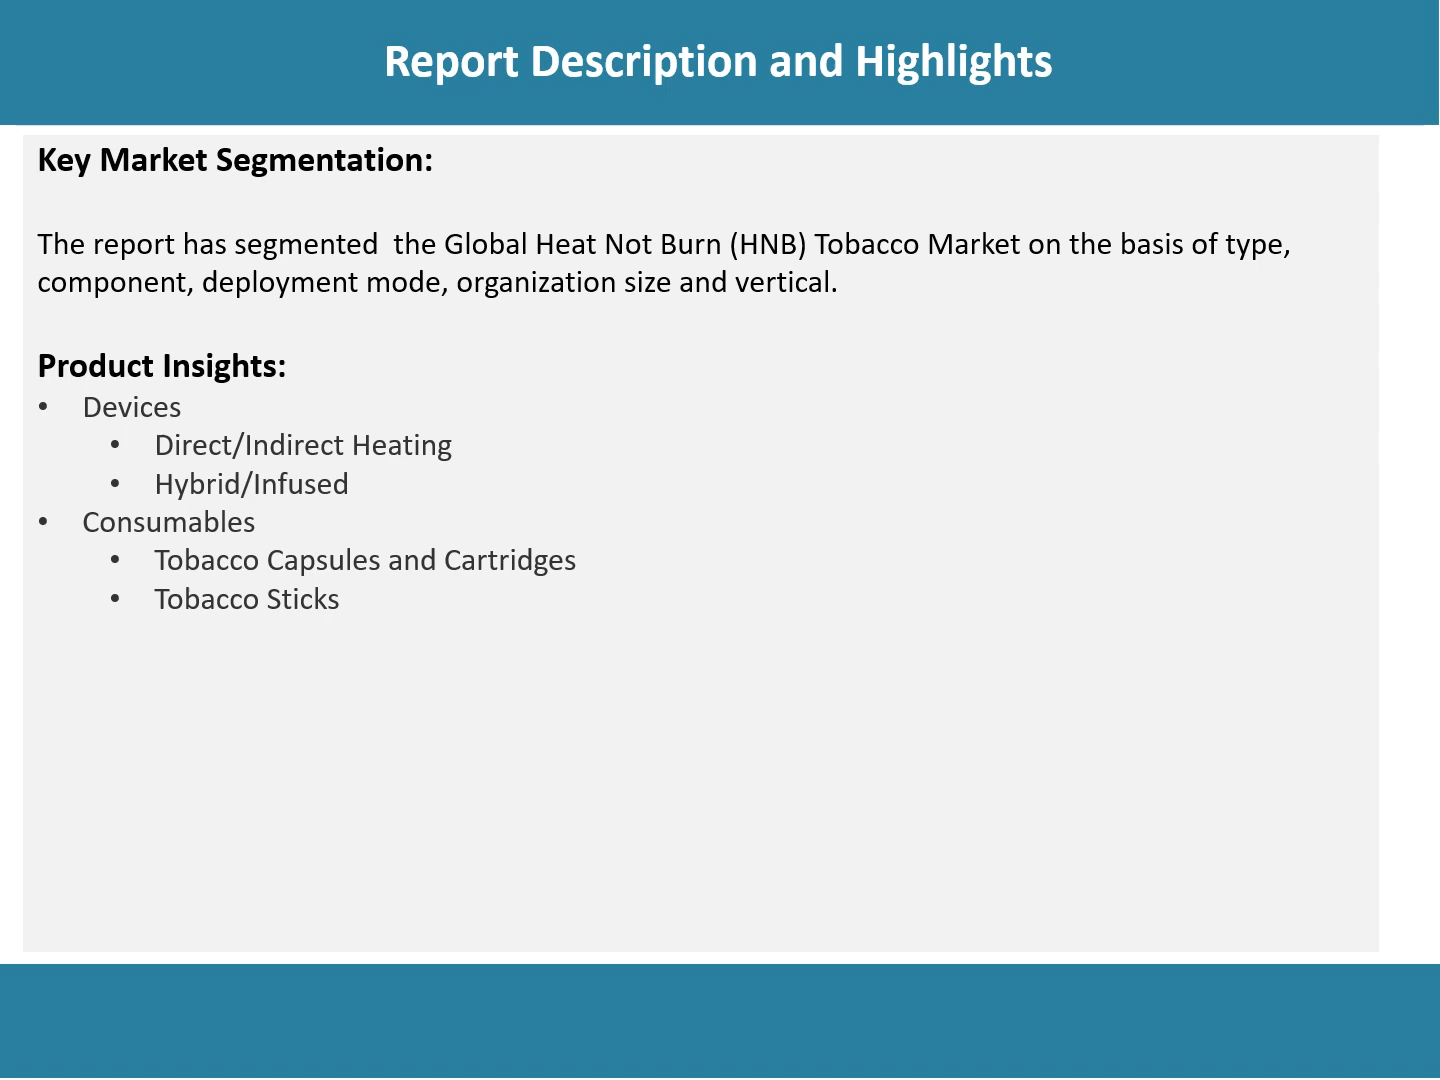 Report Description and Highlights
Key Market Segmentation:
The report has segmented  the Global Heat Not Burn (HNB) Tobacco Market on the basis of type,
component, deployment mode, organization size and vertical.
Product Insights:
• Devices
• Direct/Indirect Heating
• Hybrid/Infused
• Consumables
• Tobacco Capsules and Cartridges
• Tobacco Sticks